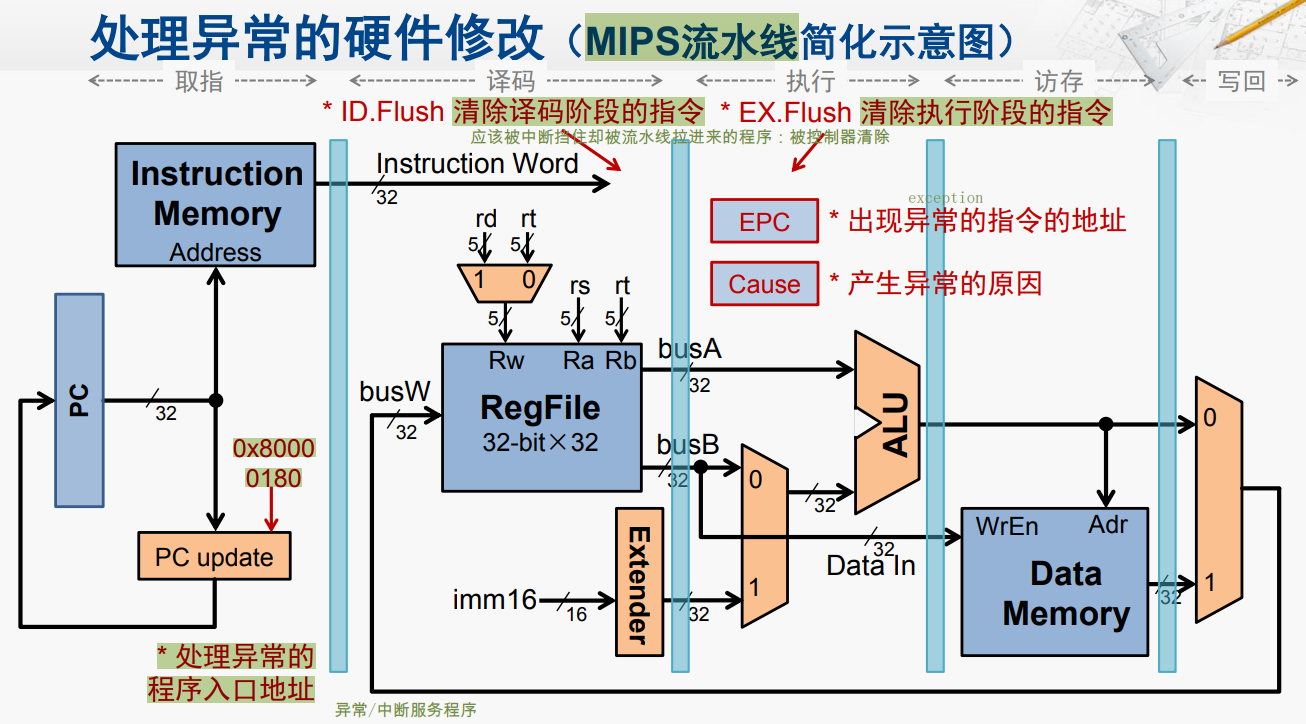 处理异常的硬件修改（MIPS流水线简化示意图）
取指
译码
执行
访存
写回
* ID.Flush 清除译码阶段的指令
* EX.Flush 清除执行阶段的指令
应该被中断挡住却被流水线拉进来的程序：被控制器清除
Instruction
Memory
Address
Instruction Word
32
rd
rt
5
5
1
0
rs
rt
5
5
5
Rw
Ra
Rb
RegFile
32-bit×32
busW
32
busA
32
busB
32
exception
EPC
* 出现异常的指令的地址
Cause
* 产生异常的原因
PC
32
0x8000
0180
PC update
* 处理异常的
程序入口地址
imm16
16
Extender
32
0
1
32
ALU
Data In
32
WrEn
Adr
Data
Memory
32
0
1
异常/中断服务程序